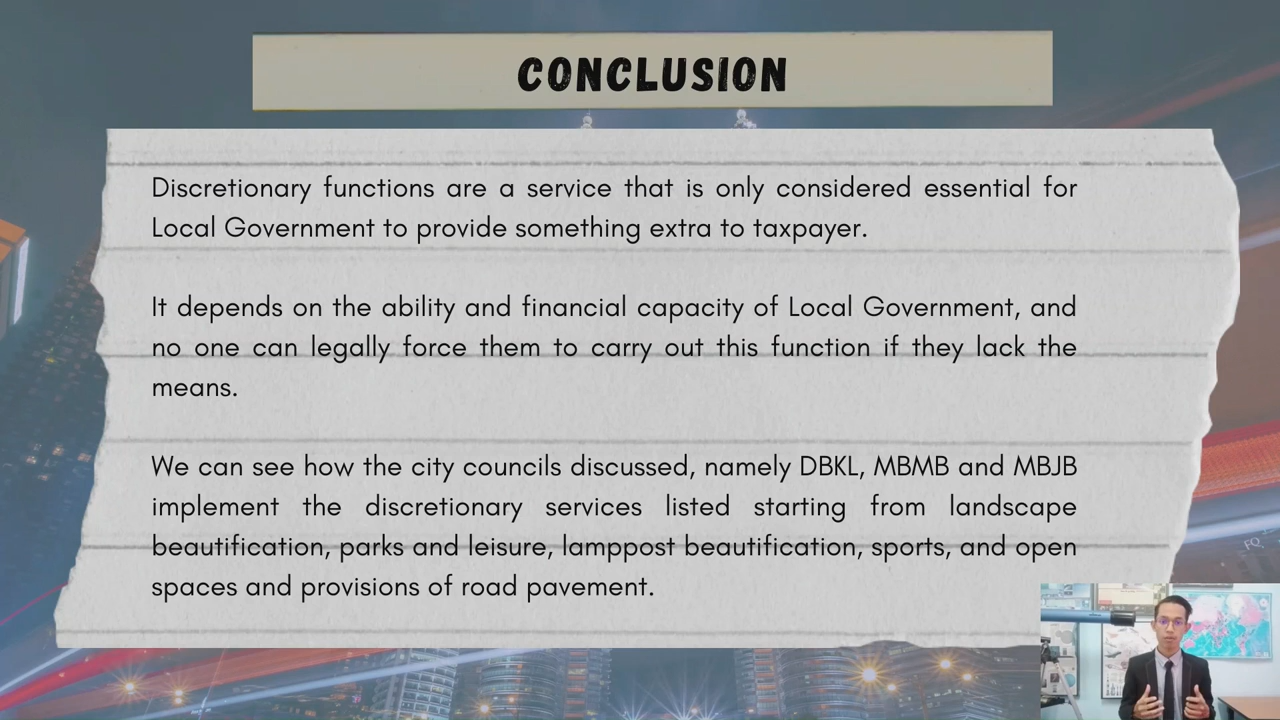 CONCLUSION
Discretionary functions are a service that is only considered essential for
Local Government to provide something extra to taxpayer.
It depends on the ability and financial capacity of Local Government, and
no one can legally force them to carry out this function if they lack the
means.
We can see how the city councils discussed, namely DBKL, MBMB and MBJB
implement the discretionary services listed starting from landscape
beautification, parks and leisure, lamppost beautification, sports, and open
spaces and provisions of road pavement.